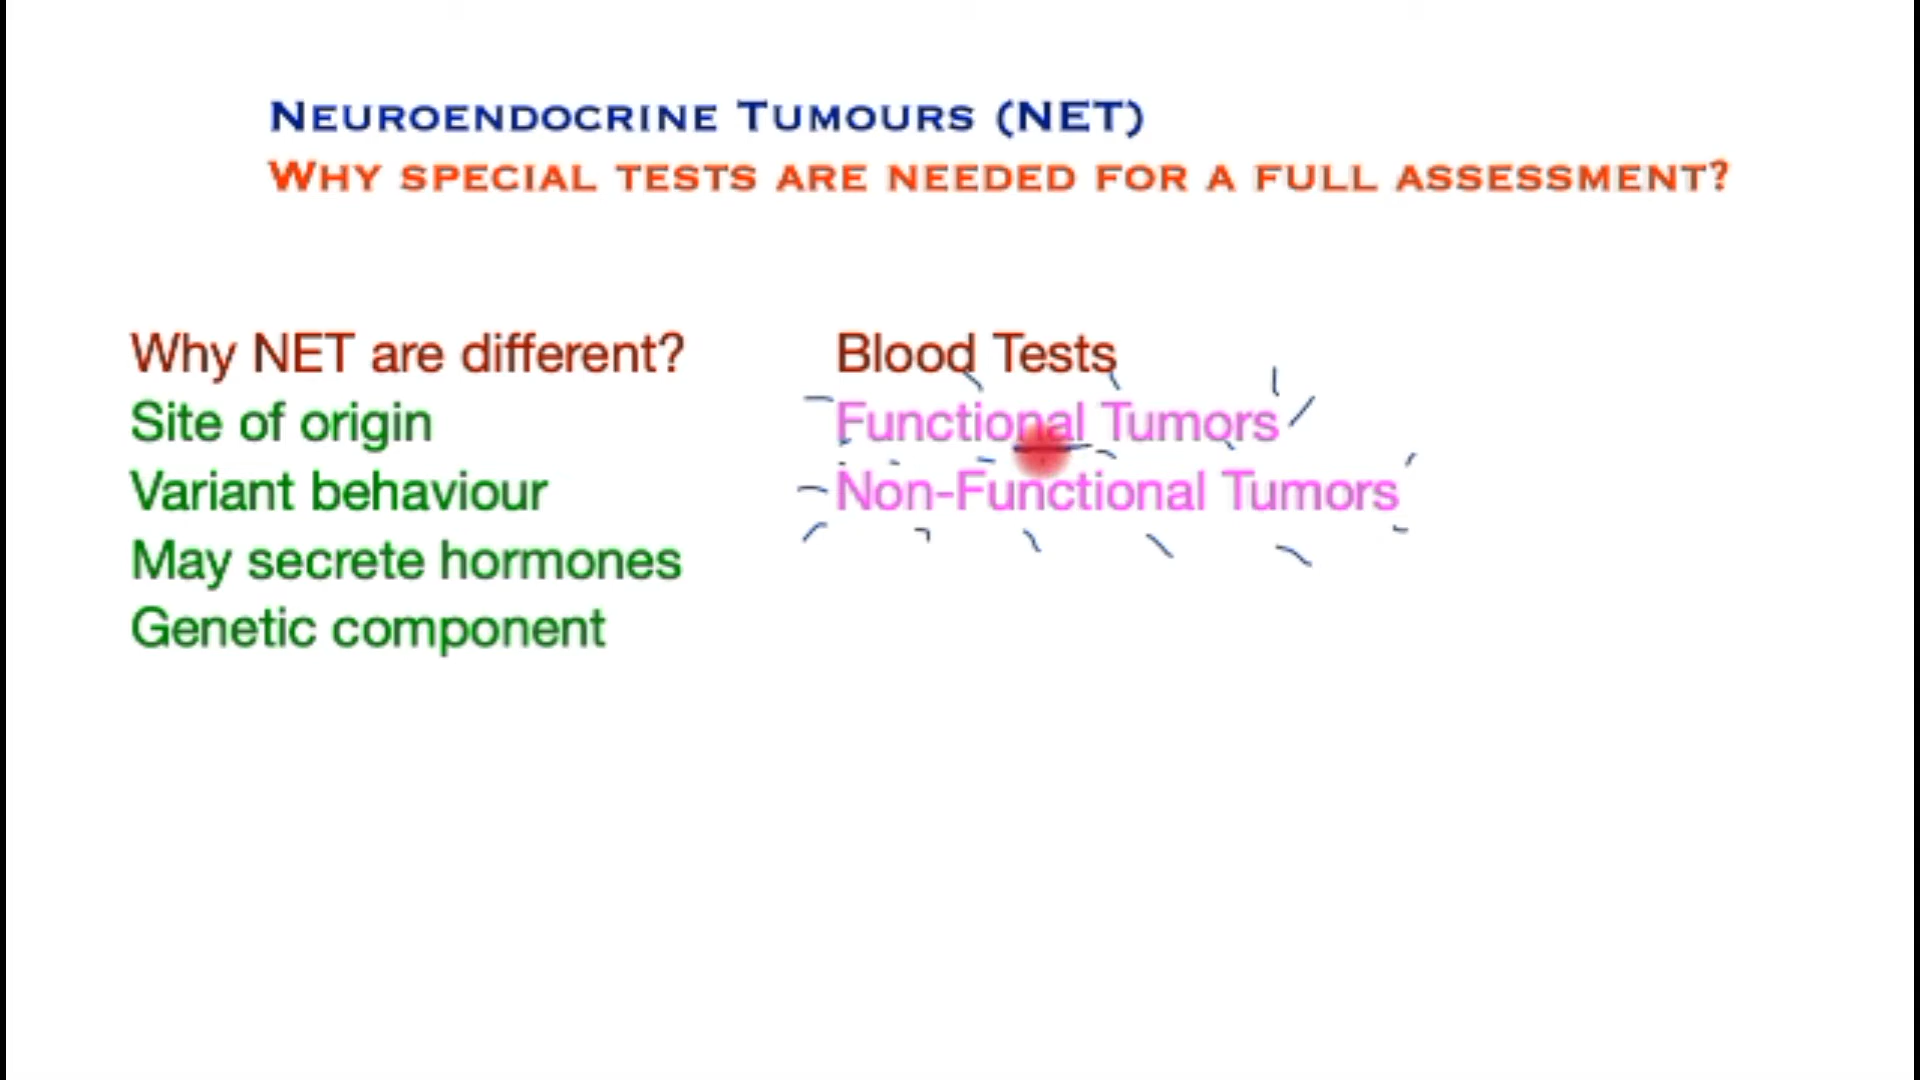 NEUROENDOCRINE TUMOURS (NET)
WHY SPECIAL TESTS ARE NEEDED FOR A FULL ASSESSMENT?
Why NET are different?
Site of origin
Variant behaviour
May secrete hormones
Genetic component
Blood Tests
Functional Tumors
Non-Functional Tumors